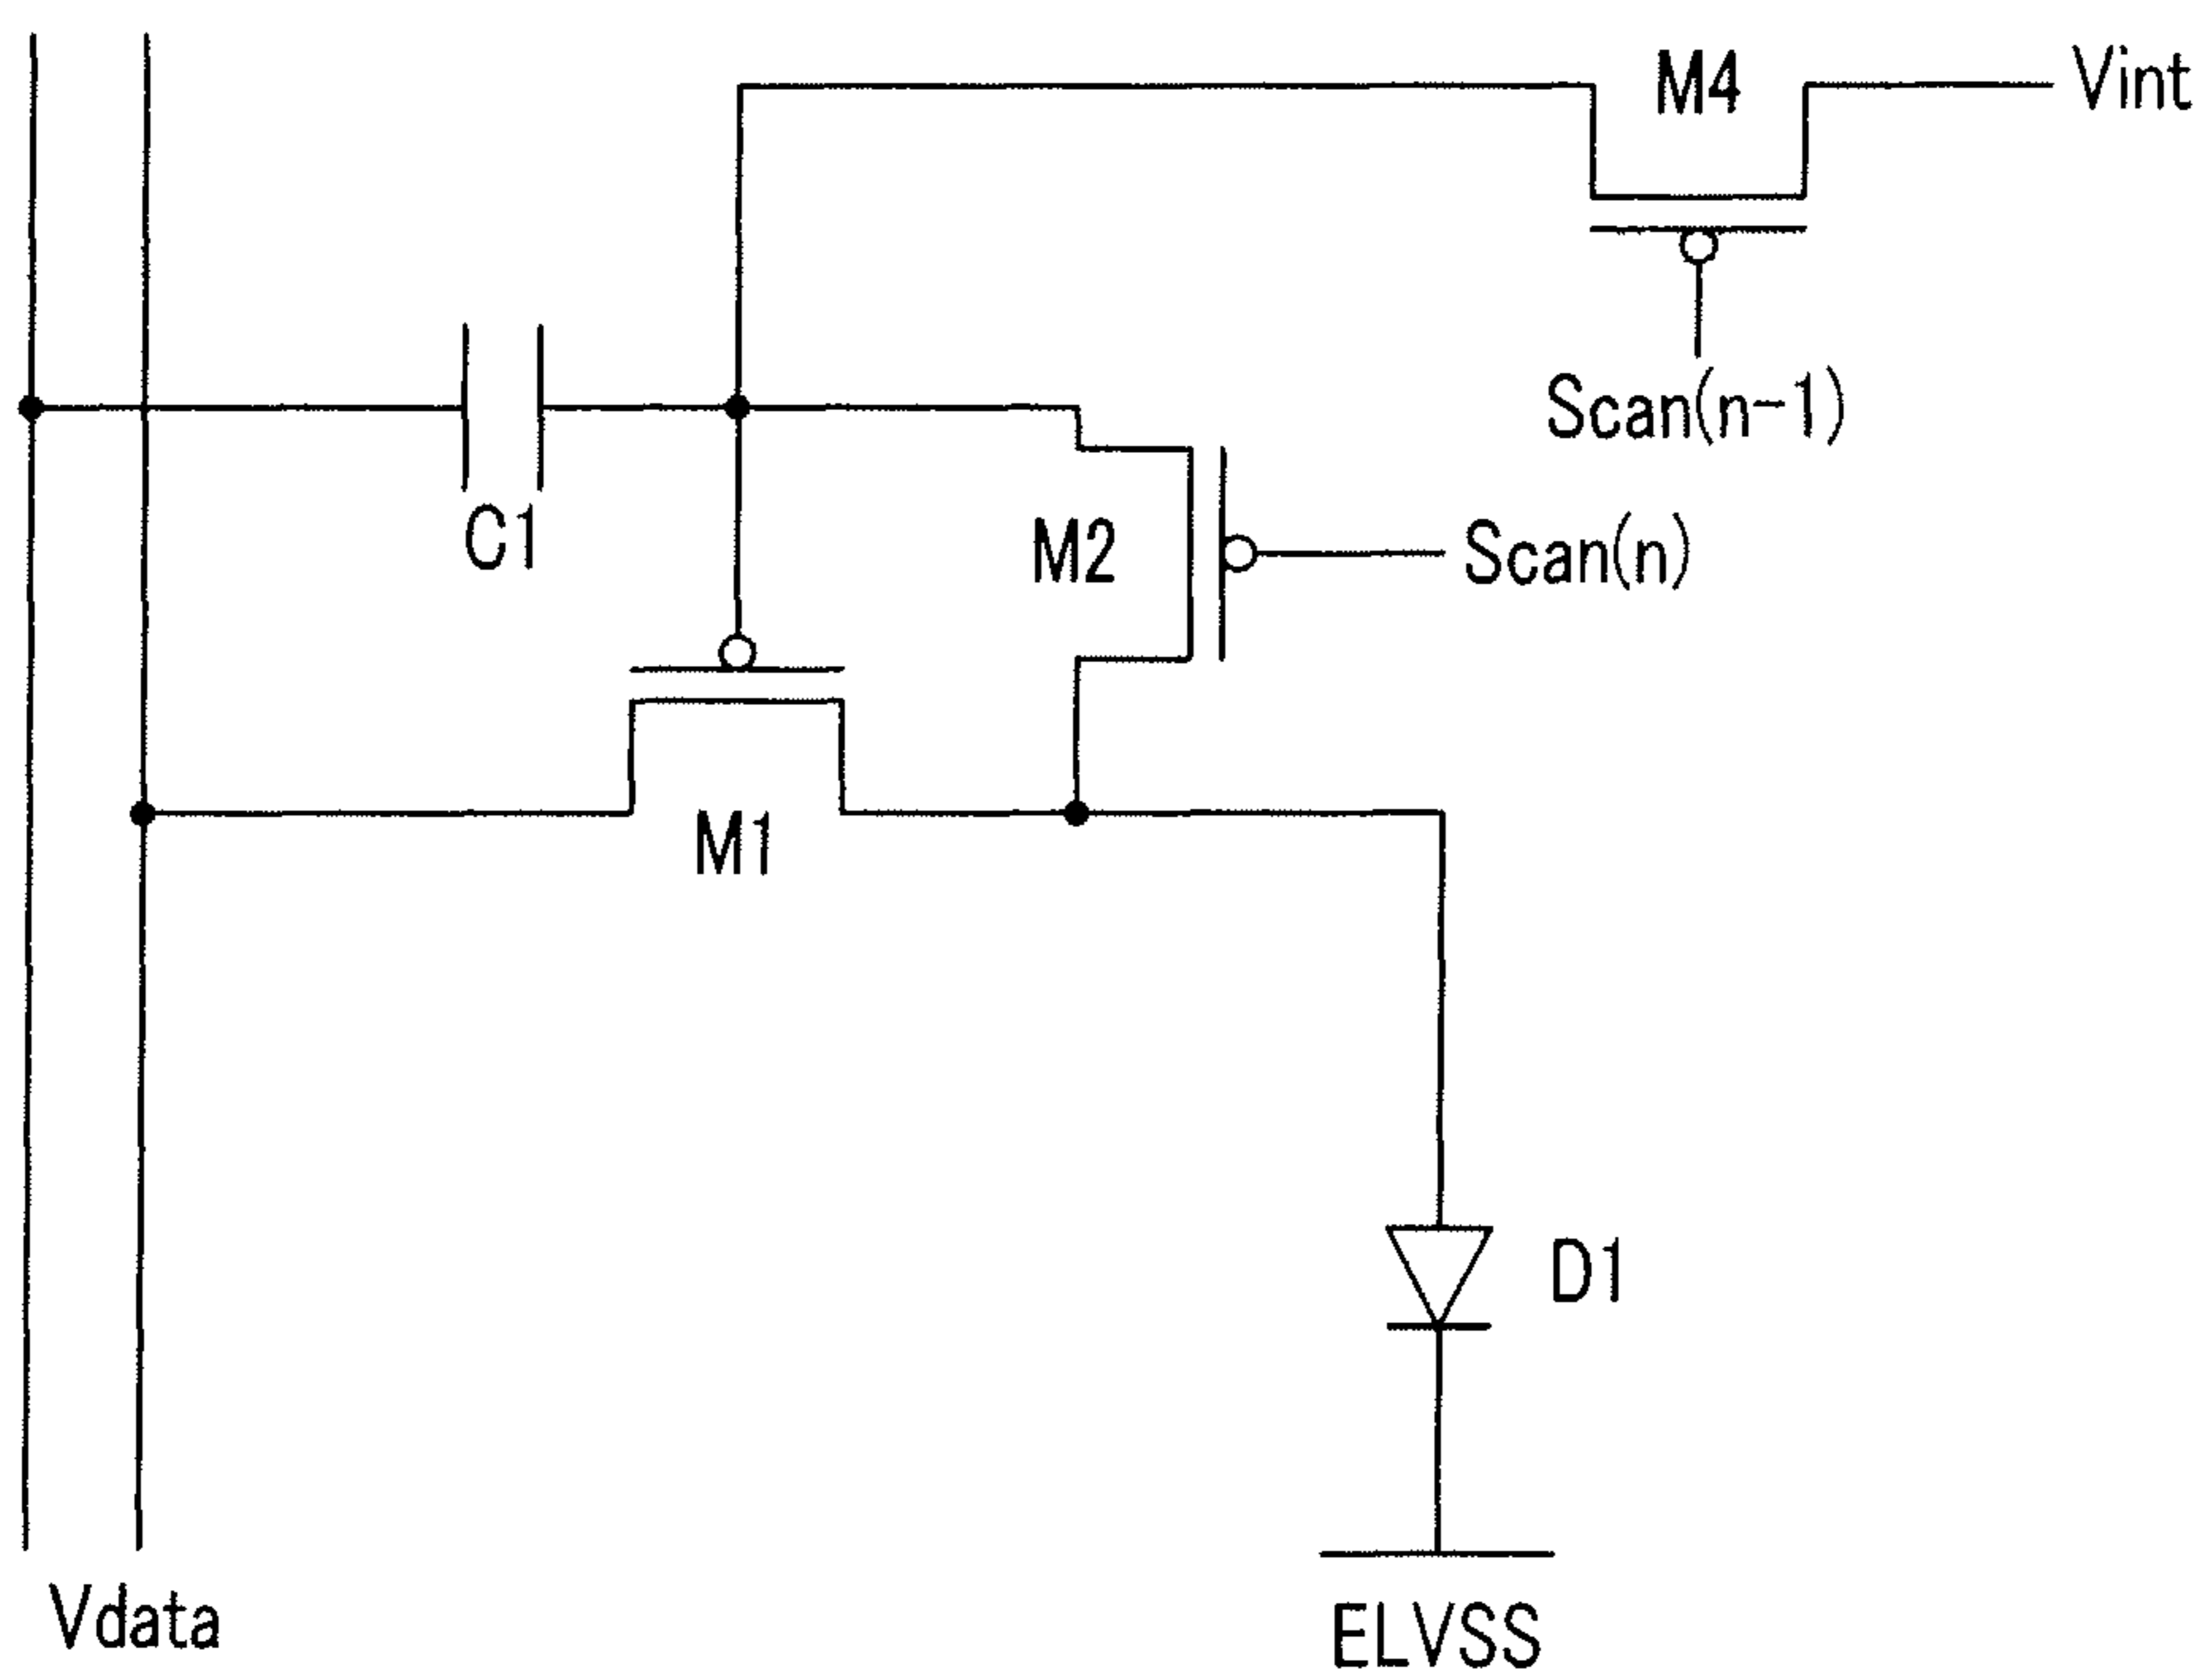 M4
Vint
Scan(n-1)
C1
M2
Scan(n)
M1
D1
Vdata
ELVSS